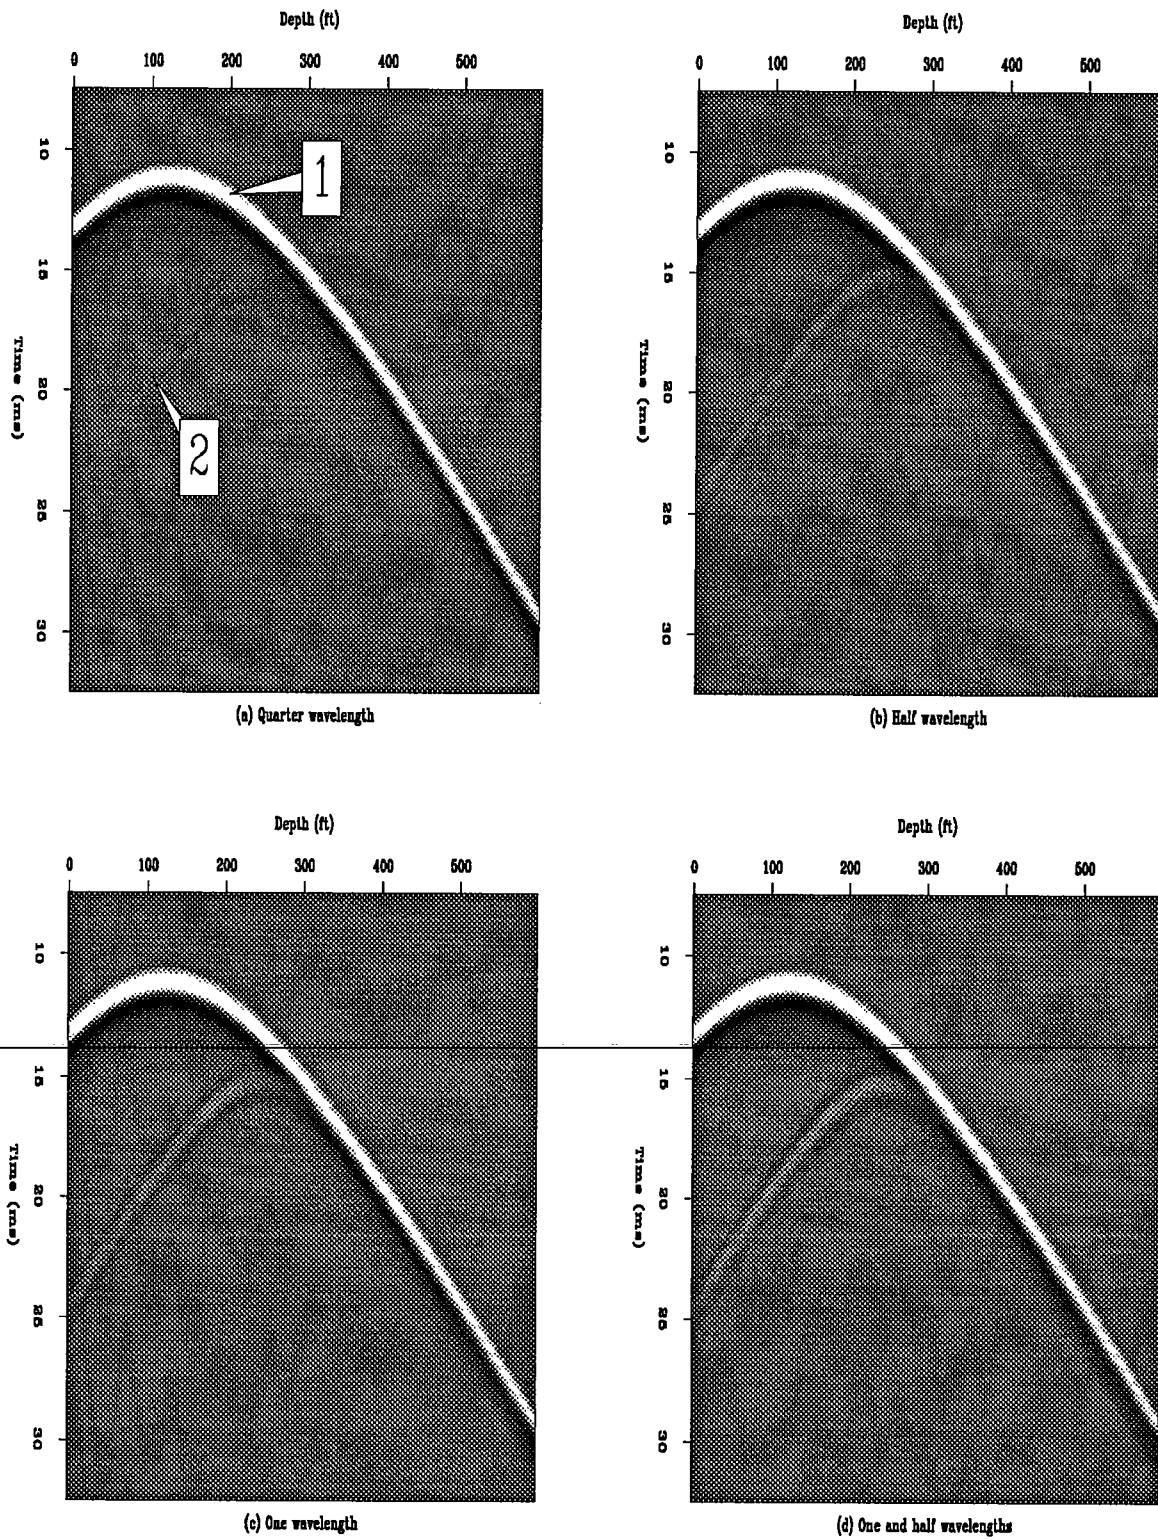 Depth (ft)
0 100 200 300 400 500
10
15
20
25
30
Time (ms)
1
2
(a) Quarter wavelength
Depth (ft)
0 100 200 300 400 500
10
15
20
25
30
Time (ms)
(b) Half wavelength
Depth (ft)
0 100 200 300 400 500
10
15
20
25
30
Time (ms)
(c) One wavelength
Depth (ft)
0 100 200 300 400 500
10
15
20
25
30
Time (ms)
(d) One and half wavelengths